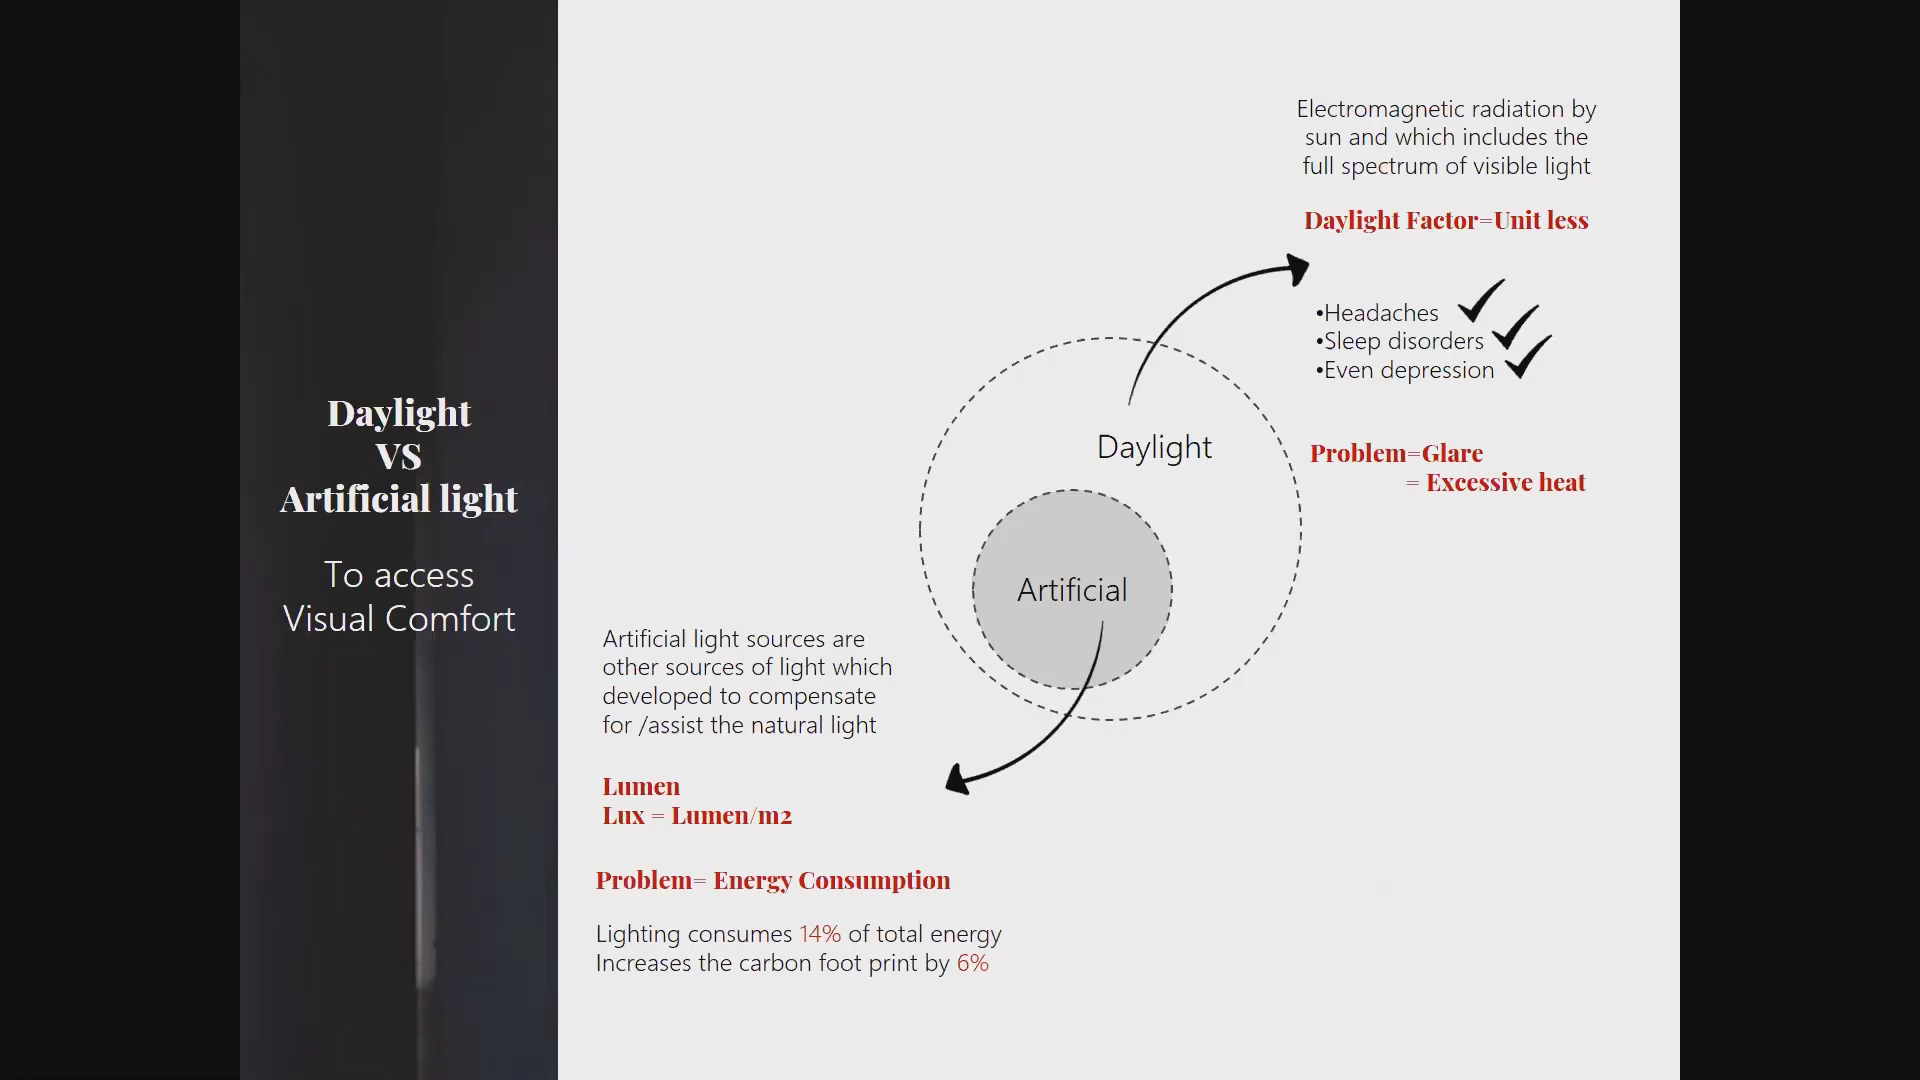 Daylight
VS
Artificial light
To access
Visual Comfort
Electromagnetic radiation by
sun and which includes the
full spectrum of visible light
Daylight Factor=Unit less
•Headaches
•Sleep disorders
•Even depression
Problem=Glare
= Excessive heat
Daylight
Artificial
Artificial light sources are
other sources of light which
developed to compensate
for /assist the natural light
Lumen
Lux = Lumen/m2
Problem= Energy Consumption
Lighting consumes 14% of total energy
Increases the carbon foot print by 6%